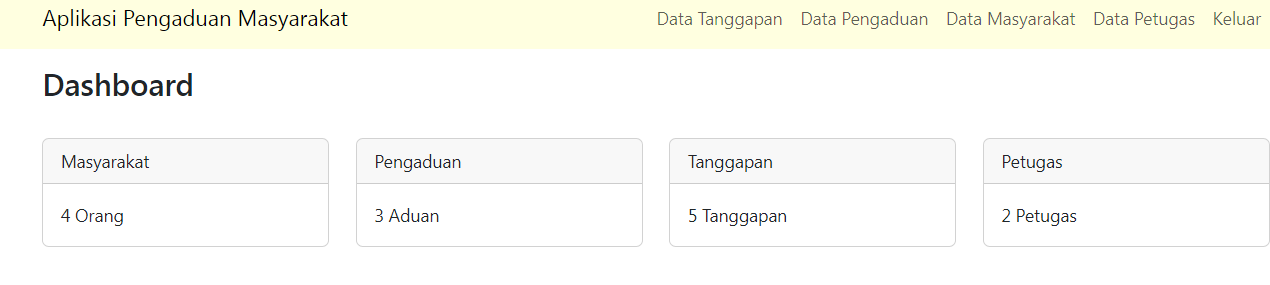 Aplikasi Pengaduan Masyarakat
Data Tanggapan Data Pengaduan Data Masyarakat Data Petugas Keluar
Dashboard
Masyarakat
4 Orang
Pengaduan
3 Aduan
Tanggapan
5 Tanggapan
Petugas
2 Petugas